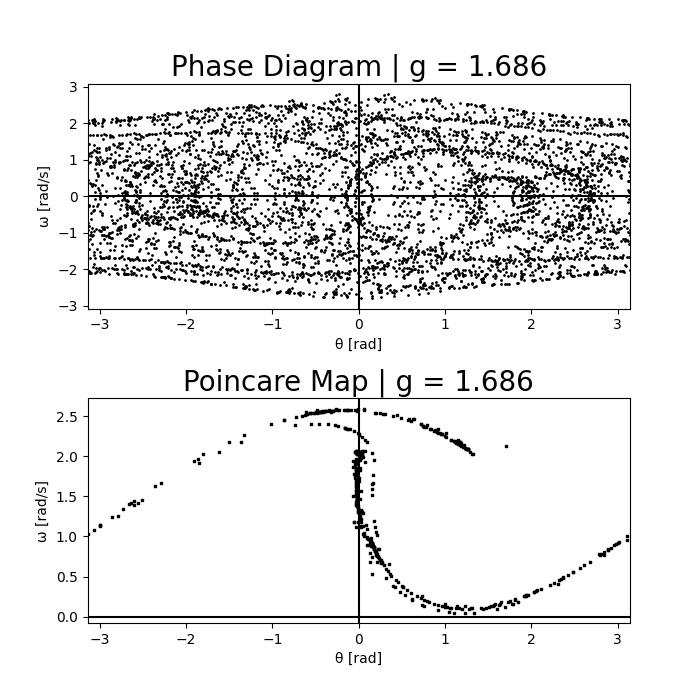 Phase Diagram | g = 1.686
3
2
1
0
−1
−2
−3
ω [rad/s]
−3 −2 −1 0 1 2 3
θ [rad]
Poincare Map | g = 1.686
2.5
2.0
1.5
1.0
0.5
0.0
ω [rad/s]
−3 −2 −1 0 1 2 3
θ [rad]